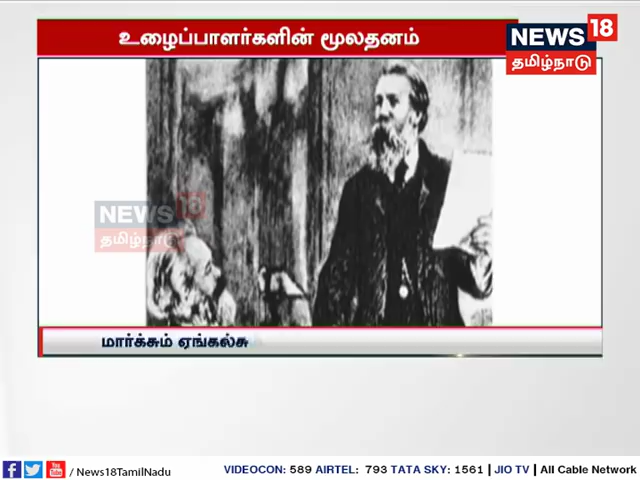 உழைப்பாளர்களின் மூலதனம்
NEWS 18
தமிழ்நாடு
NEWS 18
தமிழ்நாடு
மார்க்சும் ஏங்கல்சு
/ News18TamilNadu
VIDEOCON: 589 AIRTEL: 793 TATA SKY: 1561 | JIO TV | All Cable Network